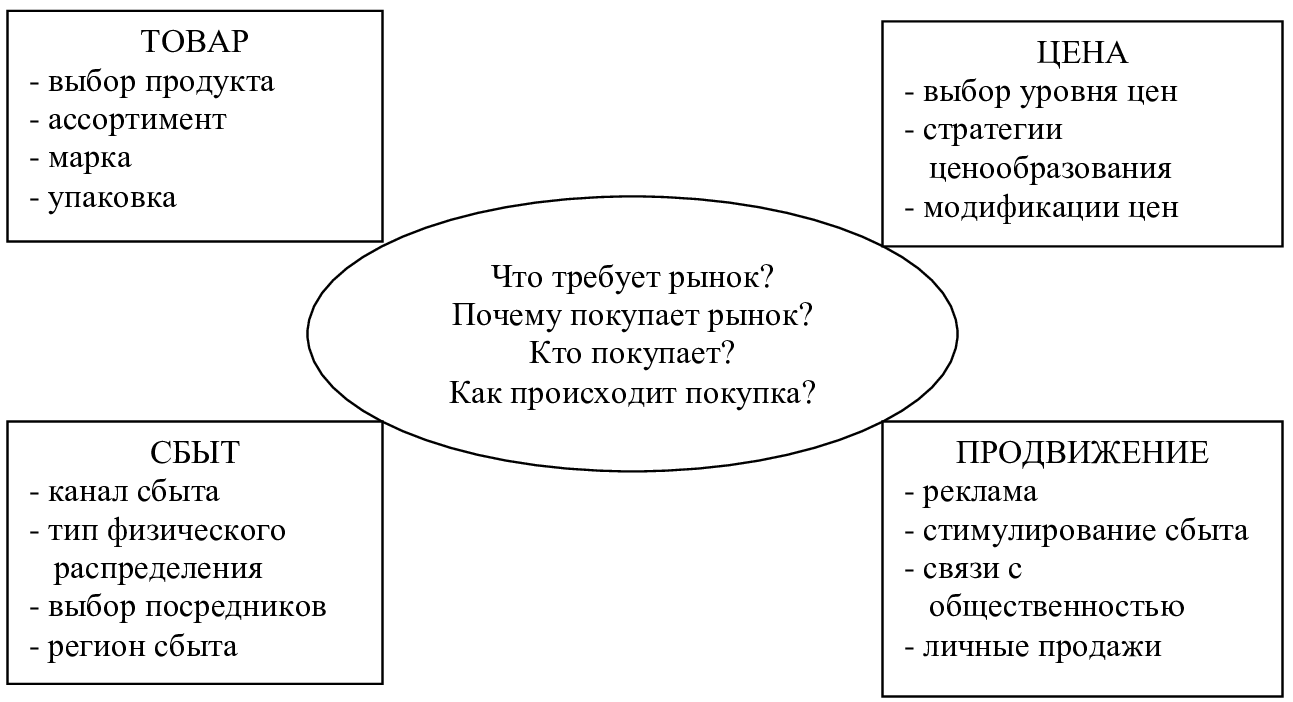 ТОВАР
- выбор продукта
- ассортимент
- марка
- упаковка
ЦЕНА
- выбор уровня цен
- стратегии
ценообразования
- модификации цен
Что требует рынок?
Почему покупает рынок?
Кто покупает?
Как происходит покупка?
СБЫТ
- канал сбыта
- тип физического
распределения
- выбор посредников
- регион сбыта
ПРОДВИЖЕНИЕ
- реклама
- стимулирование сбыта
- связи с
общественностью
- личные продажи